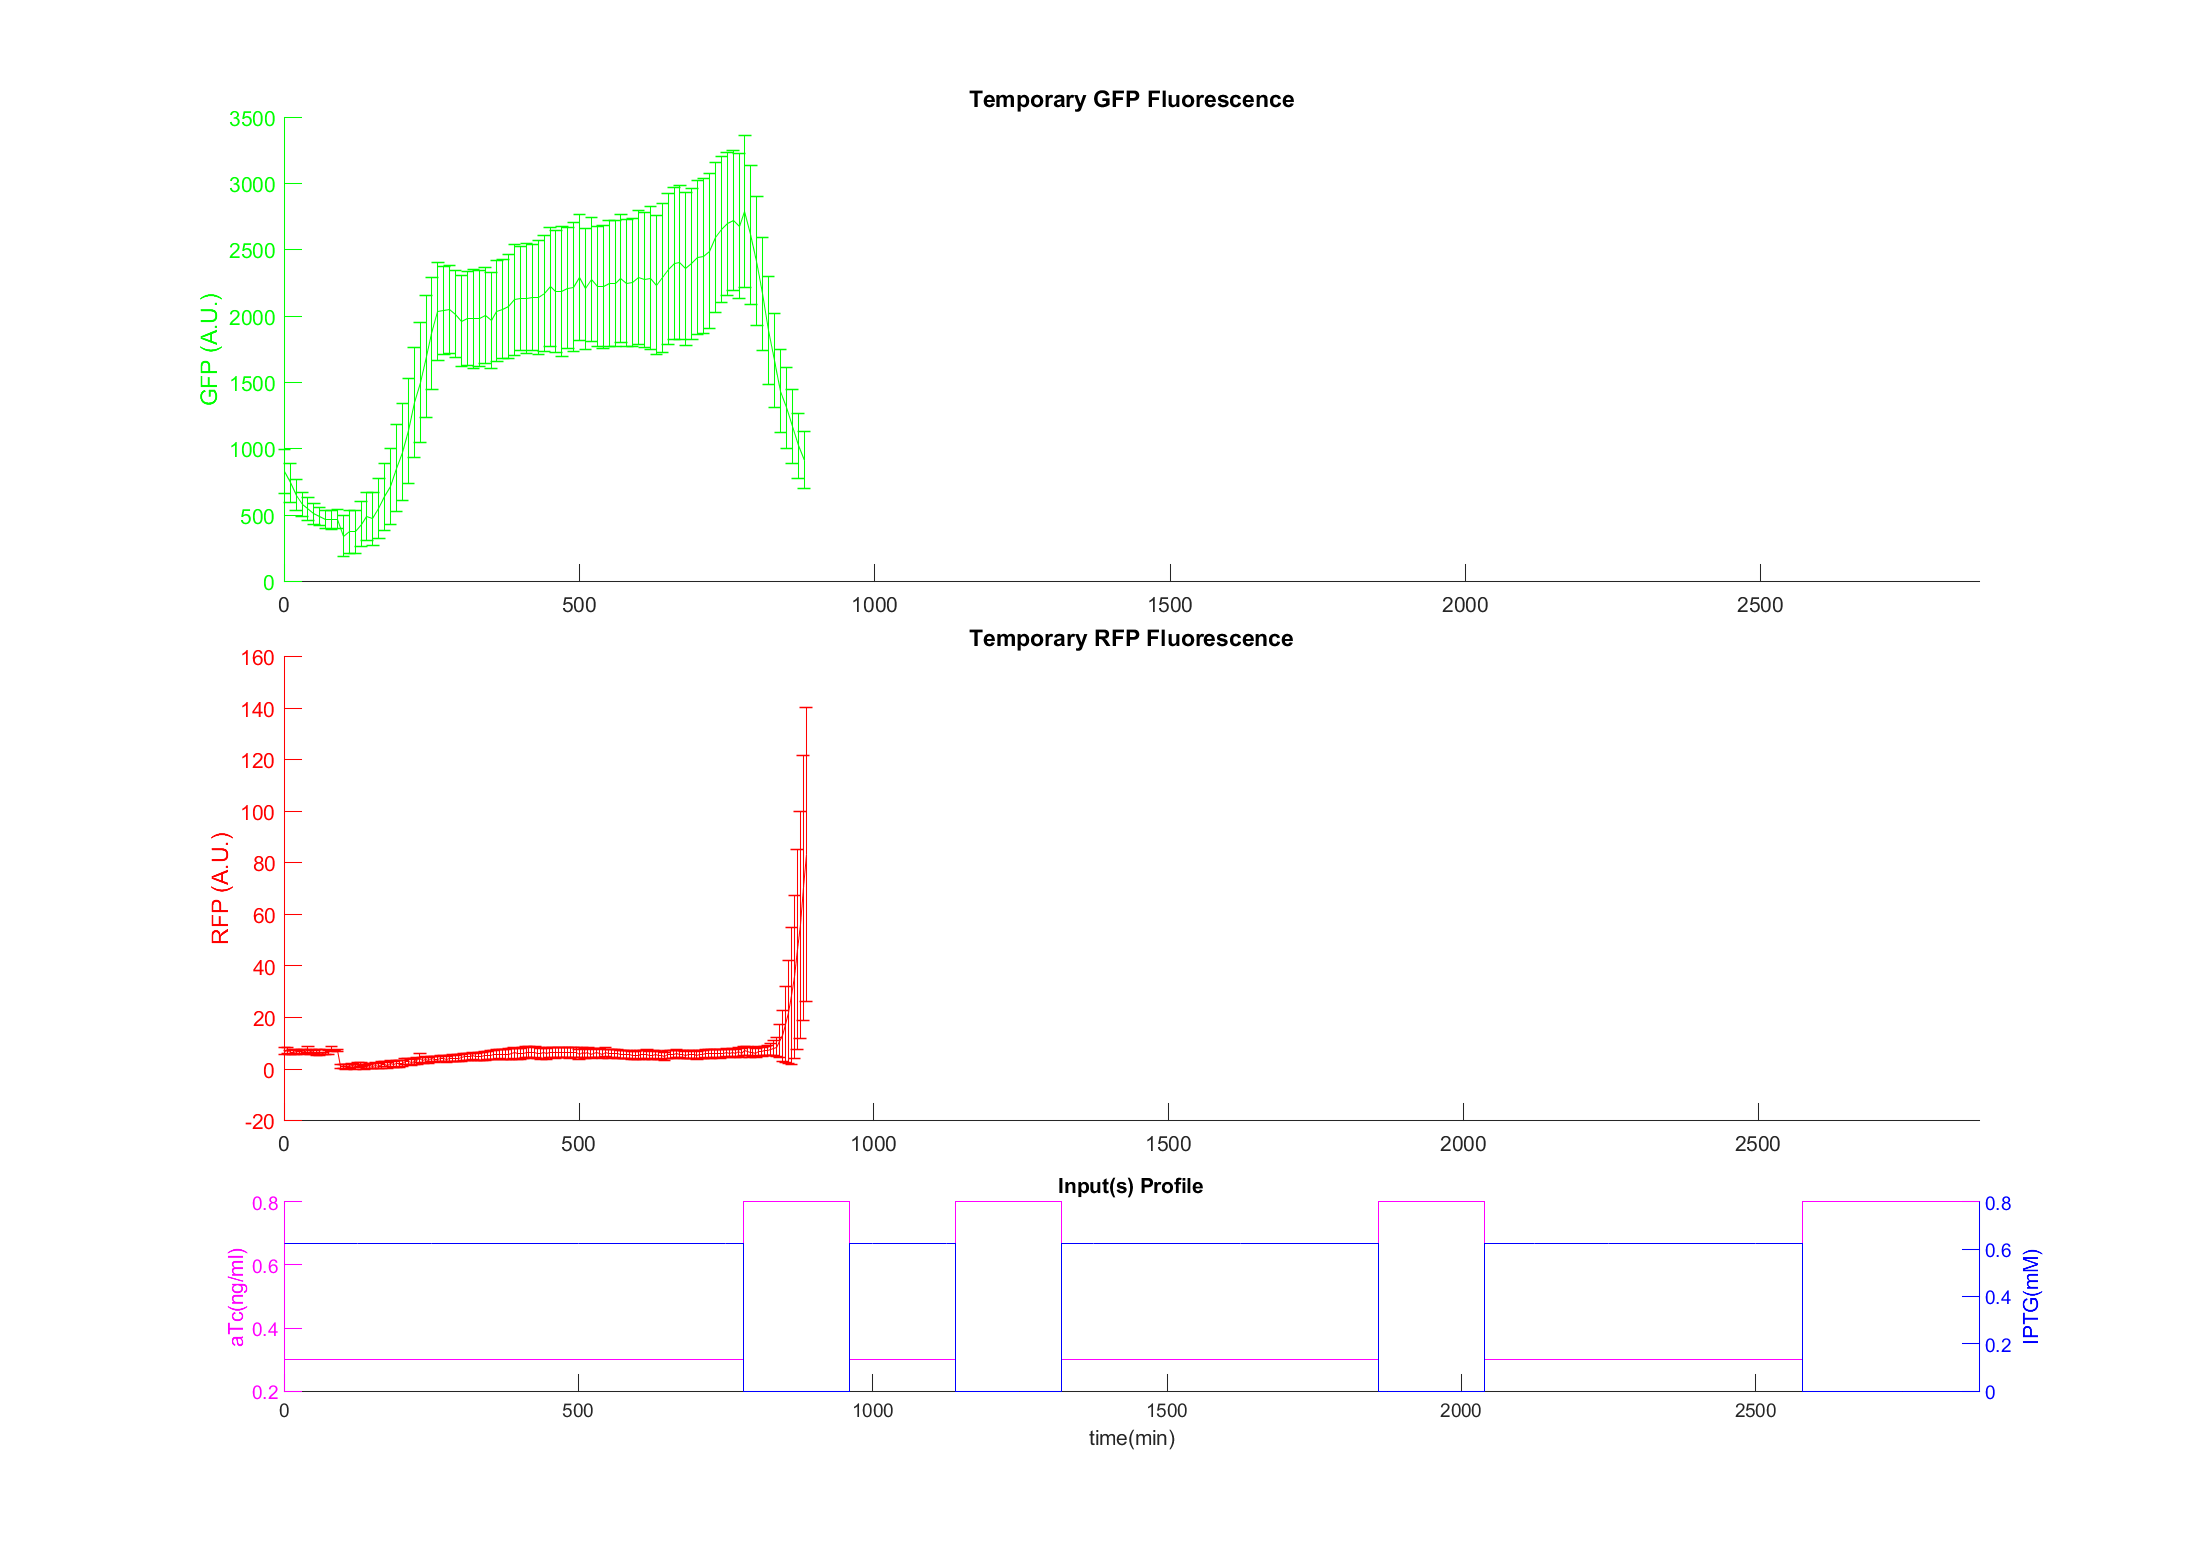 Temporary GFP Fluorescence
3500
3000
2500
2000
1500
1000
500
0
GFP (A.U.)
0 500 1000 1500 2000 2500
Temporary RFP Fluorescence
160
140
120
100
80
60
40
20
0
-20
RFP (A.U.)
0 500 1000 1500 2000 2500
Input(s) Profile
0.8
0.6
0.4
0.2
aTc(ng/ml)
0.8
0.6
0.4
0.2
0
IPTG(mM)
0 500 1000 1500 2000 2500
time(min)